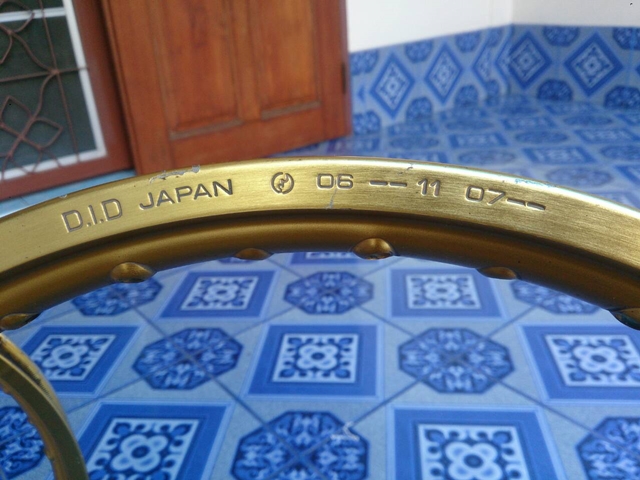 D.I.D JAPAN 06 -- 11 07--